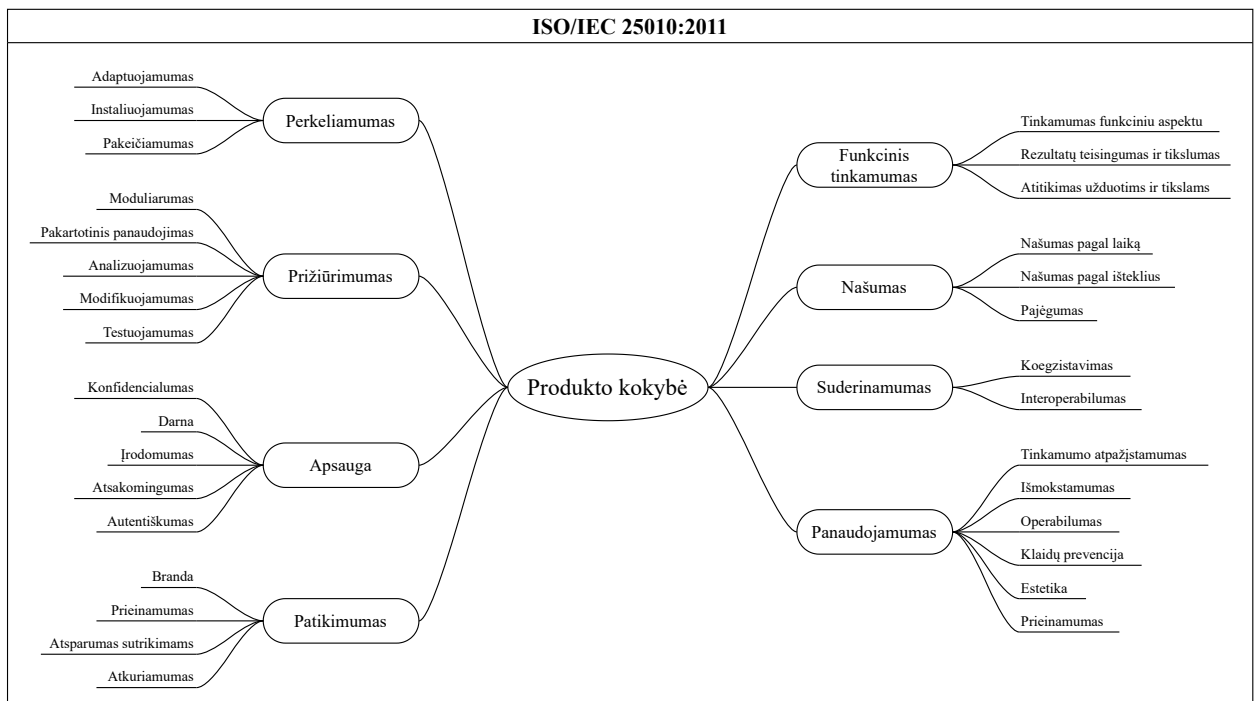 ISO/IEC 25010:2011
Adaptuojamumas
Instaliuojamumas
Pakeičiamumas
Perkeliamumas
Moduliarumas
Pakartotinis panaudojimas
Analizuojamumas
Modifikuojamumas
Testuojamumas
Prižiūrimumas
Konfidencialumas
Darna
Įrodomumas
Atsakomingumas
Autentiškumas
Apsauga
Branda
Prieinamumas
Atsparumas sutrikimams
Atkuriamumas
Patikimumas
Produkto kokybė
Funkcinis
tinkamumas
Tinkamumas funkciniu aspektu
Rezultatų teisingumas ir tikslumas
Atitikimas užduotims ir tikslams
Našumas
Našumas pagal laiką
Našumas pagal išteklius
Pajėgumas
Suderinamumas
Koegzistavimas
Interoperabilumas
Panaudojamumas
Tinkamumo atpažįstamumas
Išmokstamumas
Operabilumas
Klaidų prevencija
Estetika
Prieinamumas